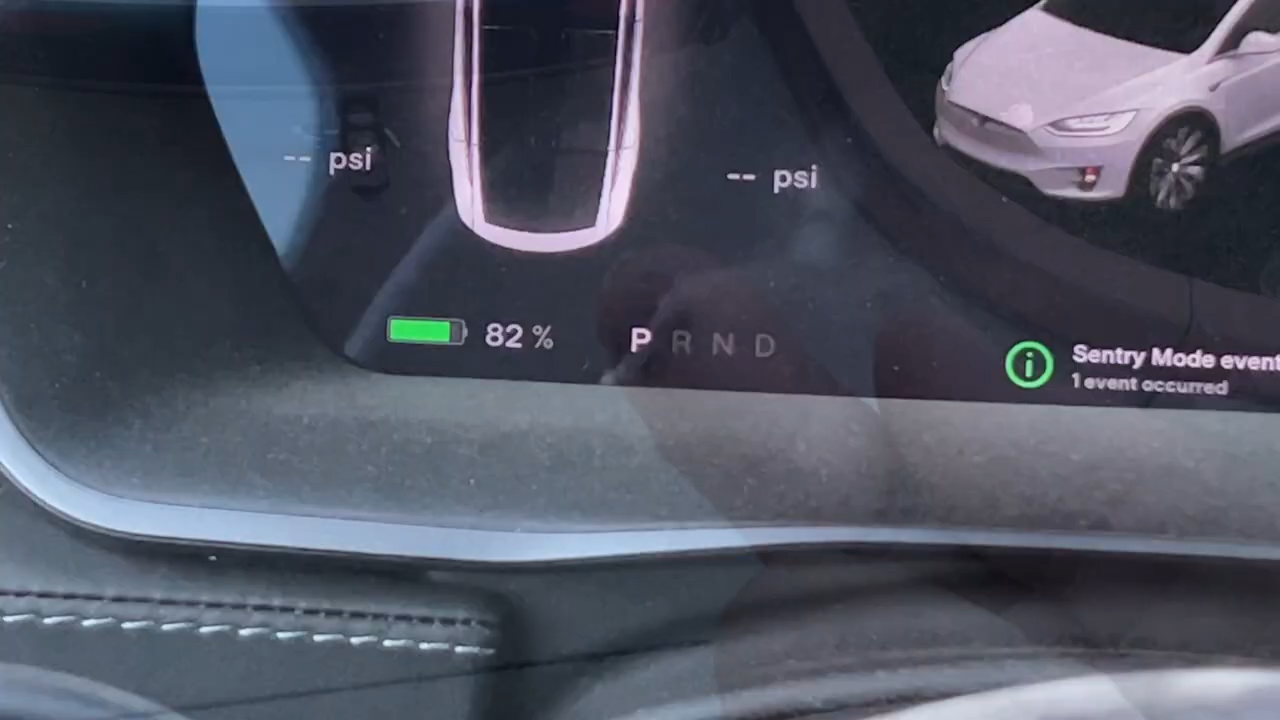 -- psi
-- psi
82 %
P R N D
Sentry Mode event
1 event occurred